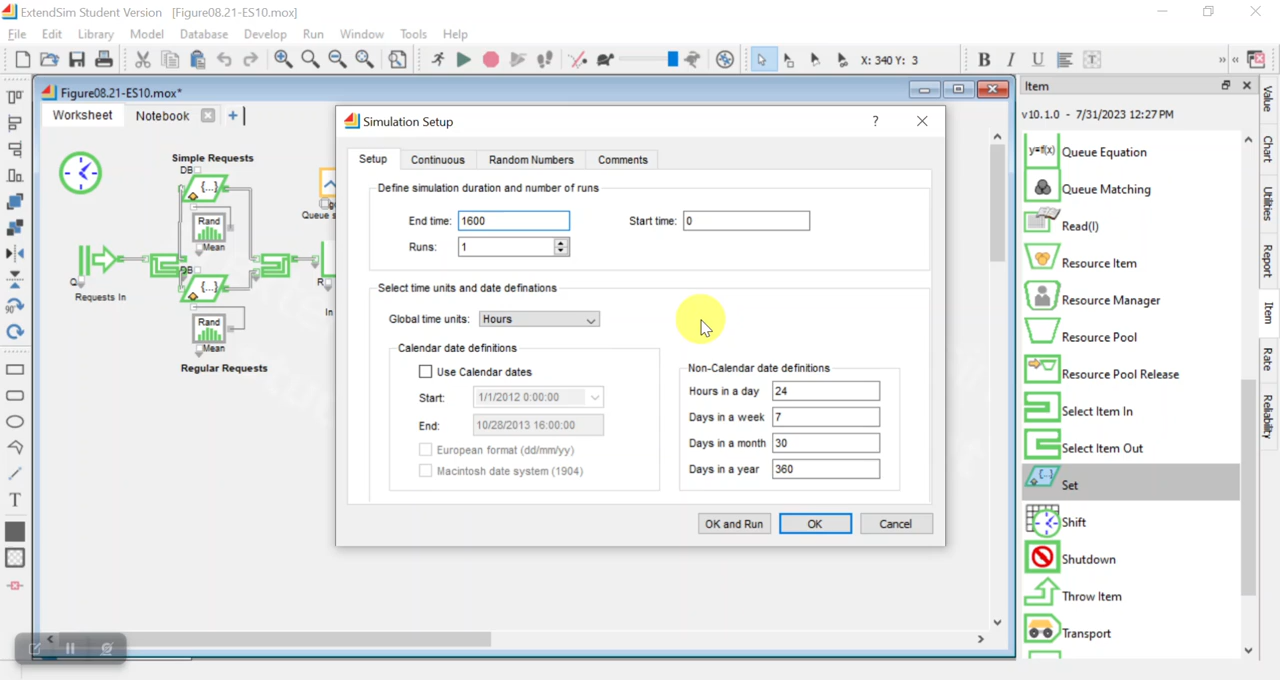 ExtendSim Student Version [Figure08.21-ES10.mox]
File Edit Library Model Database Develop Run Window Tools Help
X: 340 Y: 3
B I U T » «
Figure08.21-ES10.mox*
Worksheet Notebook +
Simulation Setup ?
Setup Continuous Random Numbers Comments
Define simulation duration and number of runs
End time: 1600 Start time: 0
Runs: 1
Select time units and date definations
Global time units: Hours
Calendar date definitions
Use Calendar dates
Start: 1/1/2012 0:00:00
End: 10/28/2013 16:00:00
European format (dd/mm/yy)
Macintosh date system (1904)
Non-Calendar date definitions
Hours in a day 24
Days in a week 7
Days in a month 30
Days in a year 360
OK and Run OK Cancel
Simple Requests
DB
{...}
Rand
Mean
Q
Requests In
DB
{...}
Rand
Mean
Regular Requests
Queue s
R
In
Item
v10.1.0 - 7/31/2023 12:27PM
y=f(x) Queue Equation
Queue Matching
Read(I)
Resource Item
Resource Manager
Resource Pool
Resource Pool Release
Select Item In
Select Item Out
{...} Set
Shift
Shutdown
Throw Item
Transport
Value
Chart
Utilities
Report
Item
Rate
Reliability
90°
T